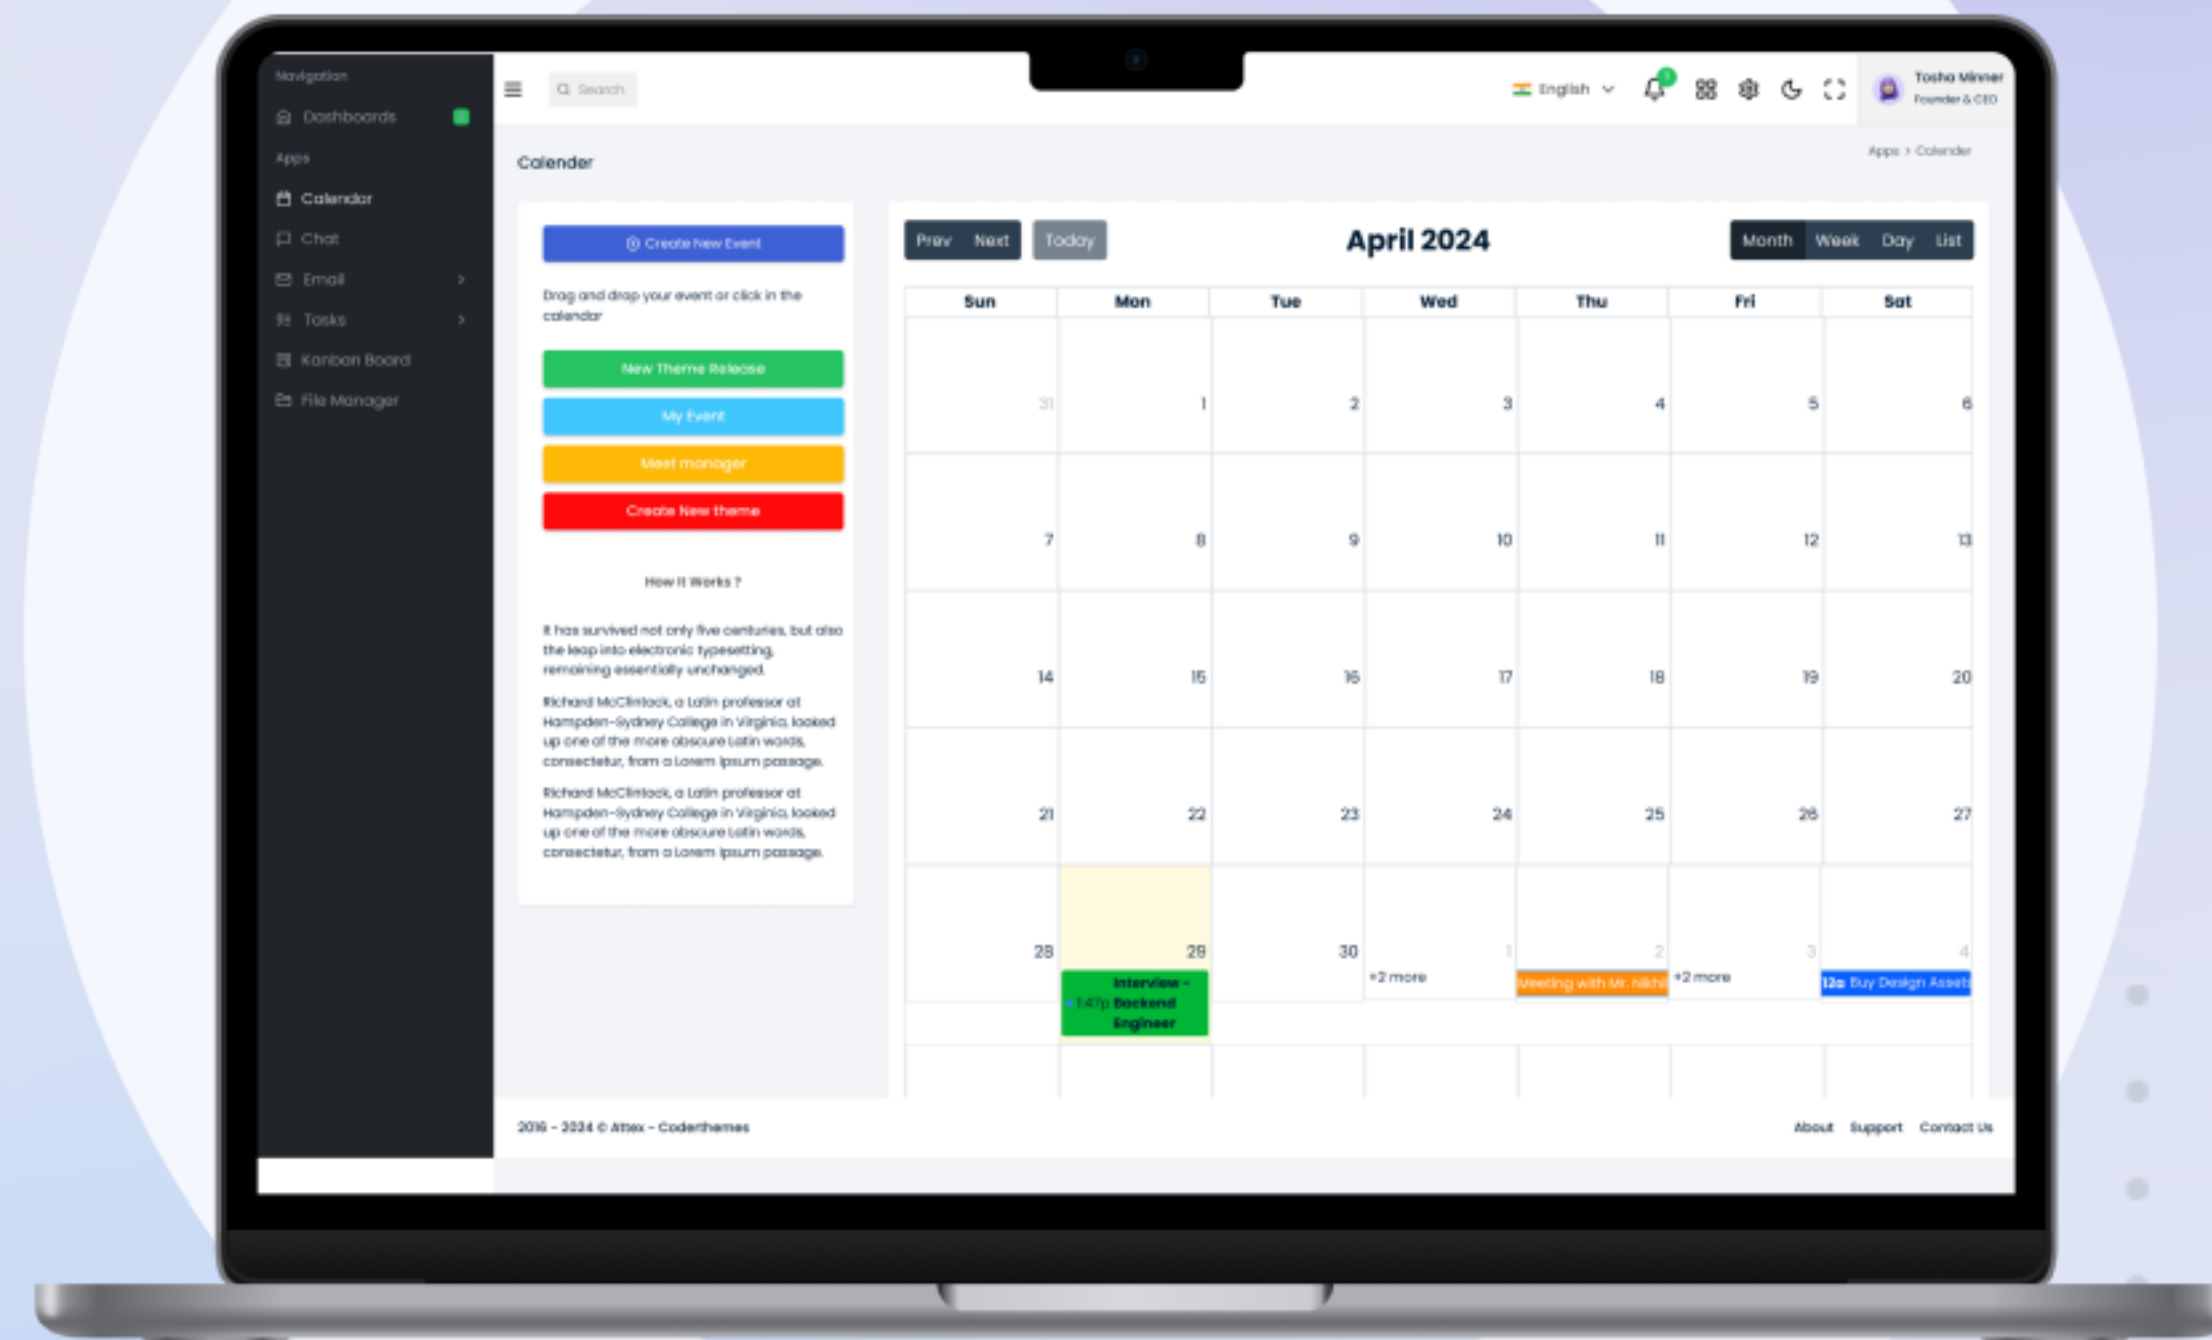 Navigation
Dashboards
Apps
Calendar
Chat
Email
Tasks
Kanban Board
File Manager
Search
English
Tosha Minner
Founder & CEO
Calender
Apps > Calender
Create New Event
Drag and drop your event or click in the
calendar
New Theme Release
My Event
Meet manager
Create New theme
How It Works ?
It has survived not only five centuries, but also
the leap into electronic typesetting,
remaining essentially unchanged.
Richard McClintock, a Latin professor at
Hampden-Sydney College in Virginia, looked
up one of the more obscure Latin words,
consectetur, from a Lorem Ipsum passage.
Richard McClintock, a Latin professor at
Hampden-Sydney College in Virginia, looked
up one of the more obscure Latin words,
consectetur, from a Lorem Ipsum passage.
Prev Next Today
April 2024
Month Week Day List
Sun Mon Tue Wed Thu Fri Sat
31 1 2 3 4 5 6
7 8 9 10 11 12 13
14 15 16 17 18 19 20
21 22 23 24 25 26 27
28 29 30 1 2 3 4
1:47p Interview -
Backend
Engineer
+2 more
Meeting with Mr. Nikhil
+2 more
12a Buy Design Assets
2016 - 2024 © Attex - Coderthemes
About Support Contact Us